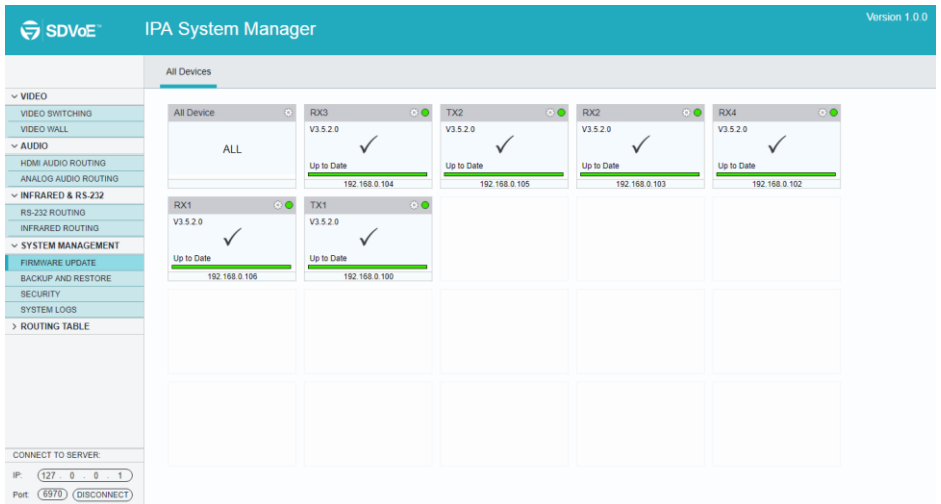 SDVoE™
IPA System Manager
Version 1.0.0
All Devices
VIDEO
VIDEO SWITCHING
VIDEO WALL
AUDIO
HDMI AUDIO ROUTING
ANALOG AUDIO ROUTING
INFRARED & RS-232
RS-232 ROUTING
INFRARED ROUTING
SYSTEM MANAGEMENT
FIRMWARE UPDATE
BACKUP AND RESTORE
SECURITY
SYSTEM LOGS
ROUTING TABLE
CONNECT TO SERVER:
IP: 127 . 0 . 0 . 1
Port: 6970 DISCONNECT
All Device
ALL
RX3
V3.5.2.0
Up to Date
192.168.0.104
TX2
V3.5.2.0
Up to Date
192.168.0.105
RX2
V3.5.2.0
Up to Date
192.168.0.103
RX4
V3.5.2.0
Up to Date
192.168.0.102
RX1
V3.5.2.0
Up to Date
192.168.0.106
TX1
V3.5.2.0
Up to Date
192.168.0.100